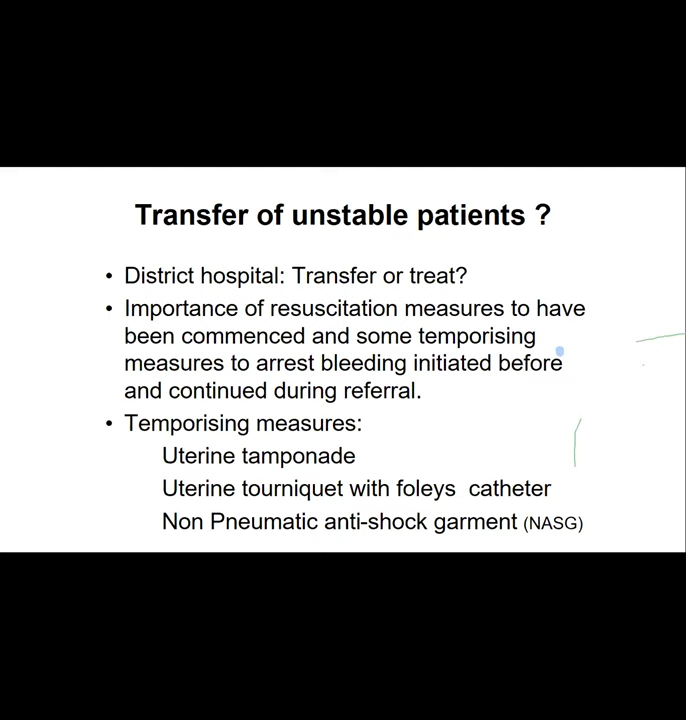 Transfer of unstable patients ?
• District hospital: Transfer or treat?
• Importance of resuscitation measures to have
been commenced and some temporising
measures to arrest bleeding initiated before
and continued during referral.
• Temporising measures:
Uterine tamponade
Uterine tourniquet with foleys  catheter
Non Pneumatic anti-shock garment (NASG)